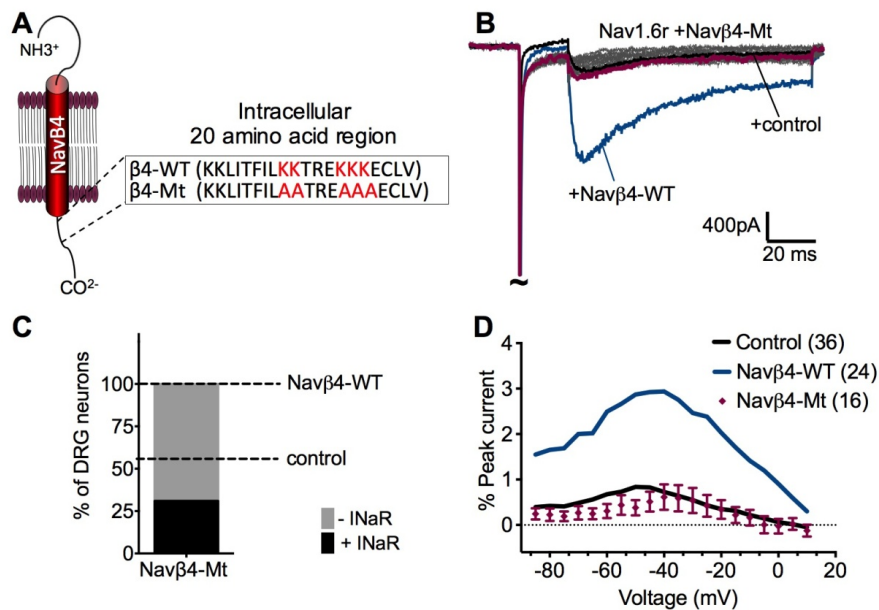 A
NH3⁺
NavB4
CO²⁻
Intracellular
20 amino acid region
β4-WT (KKLITFILKKTREKKKECLV)
β4-Mt (KKLITFILAATREAAAECLV)
B
Nav1.6r +Navβ4-Mt
+control
+Navβ4-WT
400pA
20 ms
~
C
% of DRG neurons
100
75
50
25
0
Navβ4-WT
control
- INaR
+ INaR
Navβ4-Mt
D
% Peak current
4
3
2
1
0
Control (36)
Navβ4-WT (24)
Navβ4-Mt (16)
-80 -60 -40 -20 0 20
Voltage (mV)